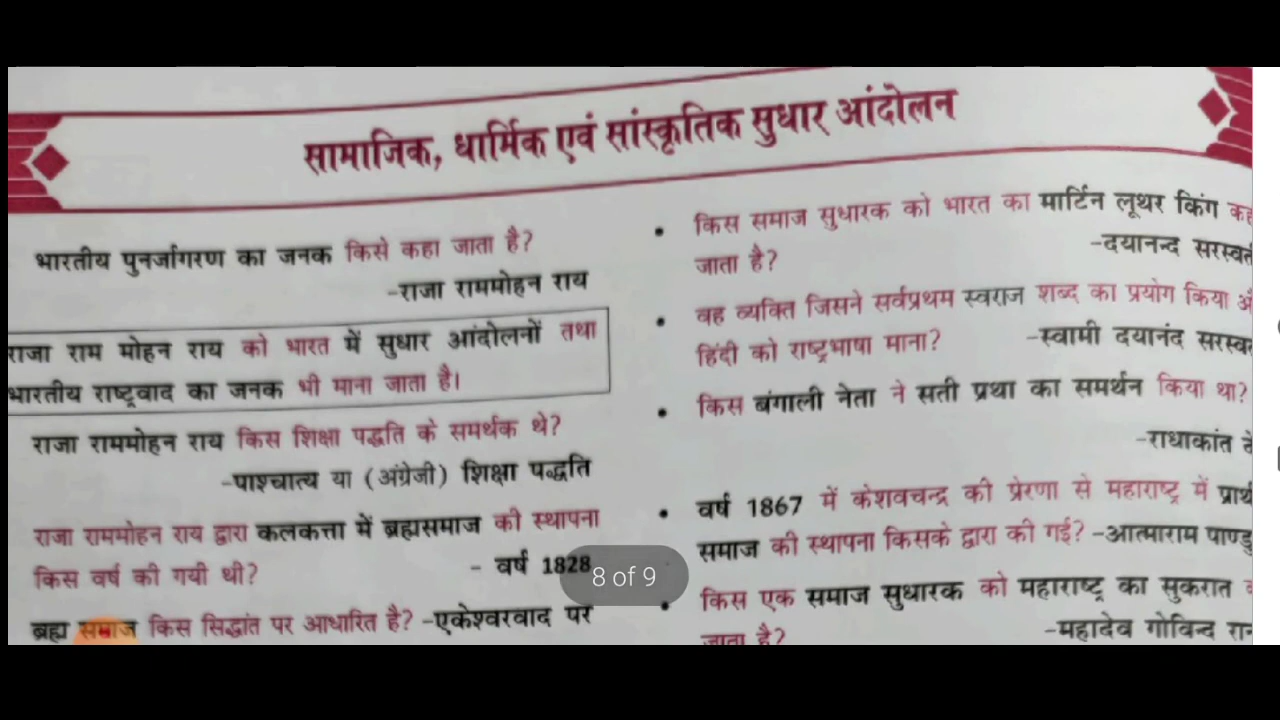 सामाजिक, धार्मिक एवं सांस्कृतिक सुधार आंदोलन
भारतीय पुनर्जागरण का जनक किसे कहा जाता है?
-राजा राममोहन राय
राजा राम मोहन राय को भारत में सुधार आंदोलनों तथा
भारतीय राष्ट्रवाद का जनक भी माना जाता है।
राजा राममोहन राय किस शिक्षा पद्धति के समर्थक थे?
-पाश्चात्य या (अंग्रेजी) शिक्षा पद्धति
राजा राममोहन राय द्वारा कलकत्ता में ब्रह्मसमाज की स्थापना
किस वर्ष की गयी थी?
- वर्ष 1828
ब्रह्म समाज किस सिद्धांत पर आधारित है? -एकेश्वरवाद पर
• किस समाज सुधारक को भारत का मार्टिन लूथर किंग
जाता है?
-दयानन्द
• वह व्यक्ति जिसने सर्वप्रथम स्वराज शब्द का प्रयोग किया
हिंदी को राष्ट्रभाषा माना? -स्वामी दयानंद
• किस बंगाली नेता ने सती प्रथा का समर्थन किया था?
-राधाकांत
• वर्ष 1867 में केशवचन्द्र की प्रेरणा से महाराष्ट्र में
समाज की स्थापना किसके द्वारा की गई? -आत्माराम
• किस एक समाज सुधारक को महाराष्ट्र का सुकरात
जाता है?
-महादेव गोविन्द
8 of 9